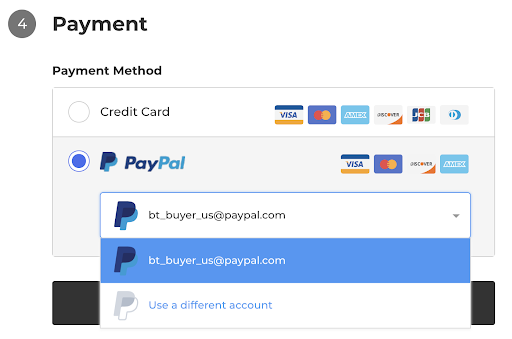 4 Payment
Payment Method
Credit Card VISA AMEX DISCOVER JCB
PayPal VISA DISCOVER AMEX
bt_buyer_us@paypal.com
bt_buyer_us@paypal.com
Use a different account